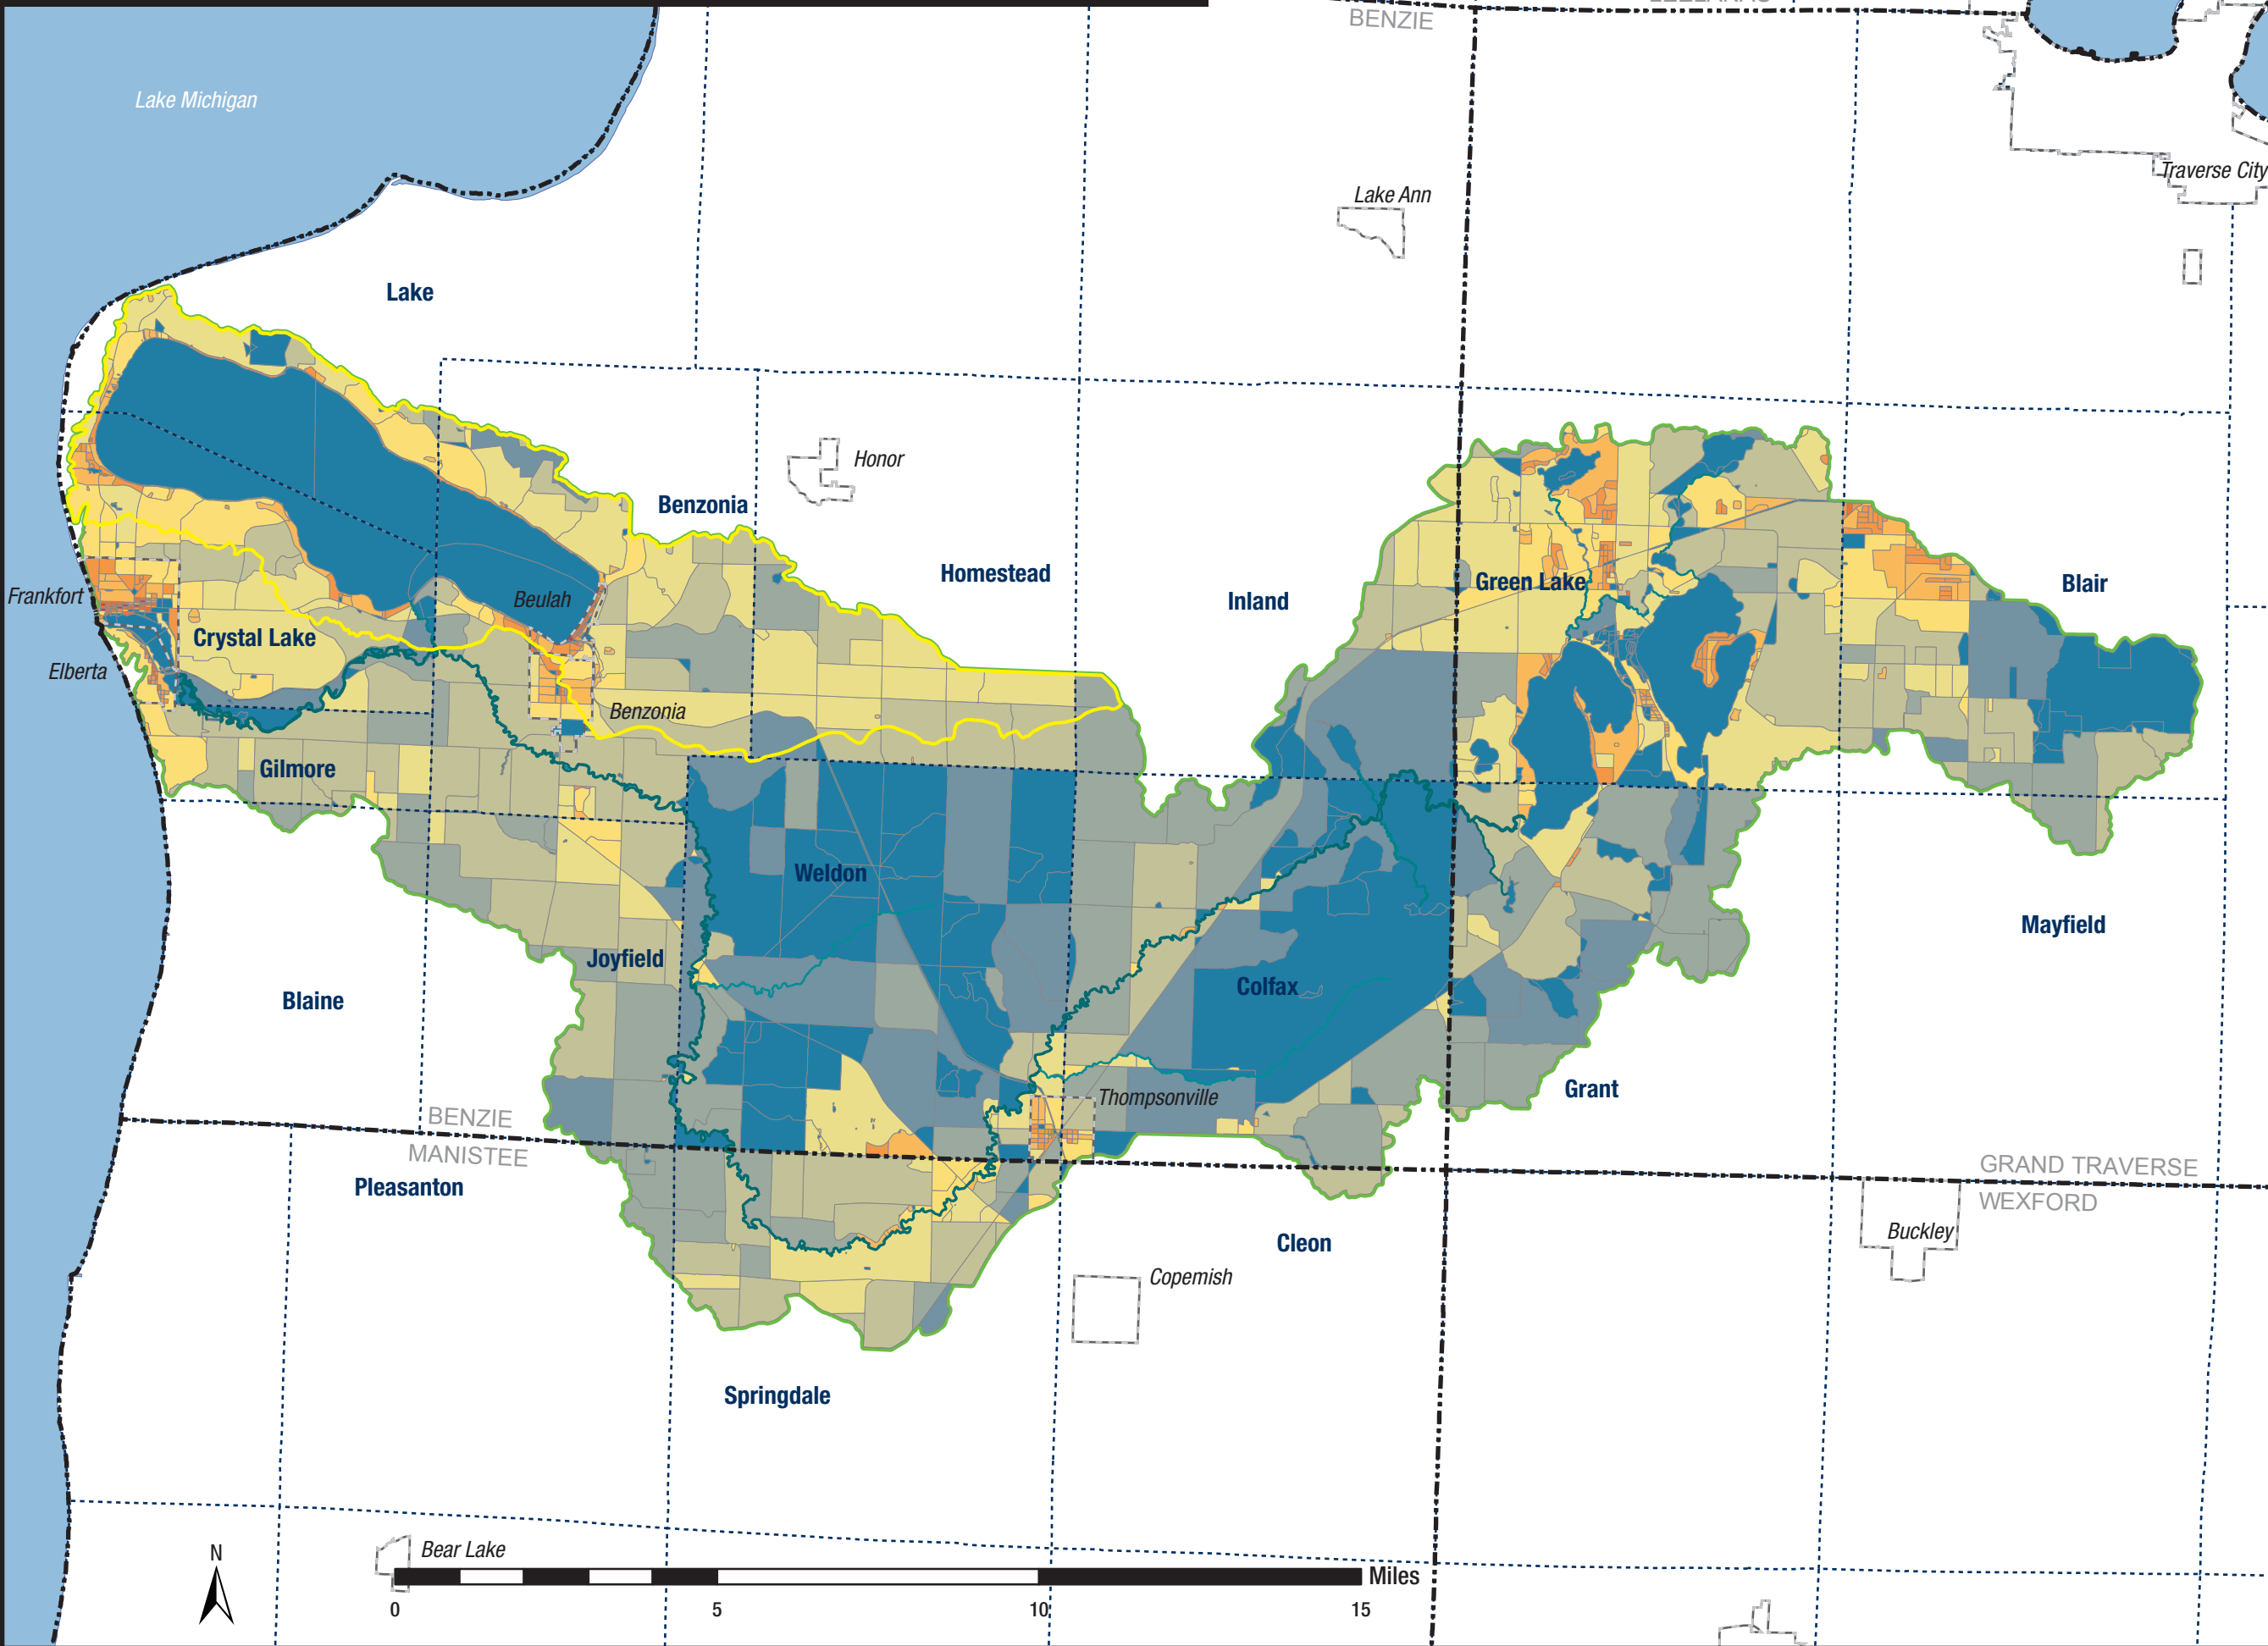 BENZIE
Lake Michigan
Traverse City
Lake Ann
Lake
Honor
Benzonia
Homestead
Green Lake
Blair
Inland
Frankfort
Beulah
Crystal Lake
Elberta
Benzonia
Gilmore
Weldon
Mayfield
Joyfield
Colfax
Blaine
Thompsonville
Grant
BENZIE
MANISTEE
GRAND TRAVERSE
WEXFORD
Pleasanton
Buckley
Cleon
Copemish
Springdale
N
Bear Lake
Miles
0 5 10 15